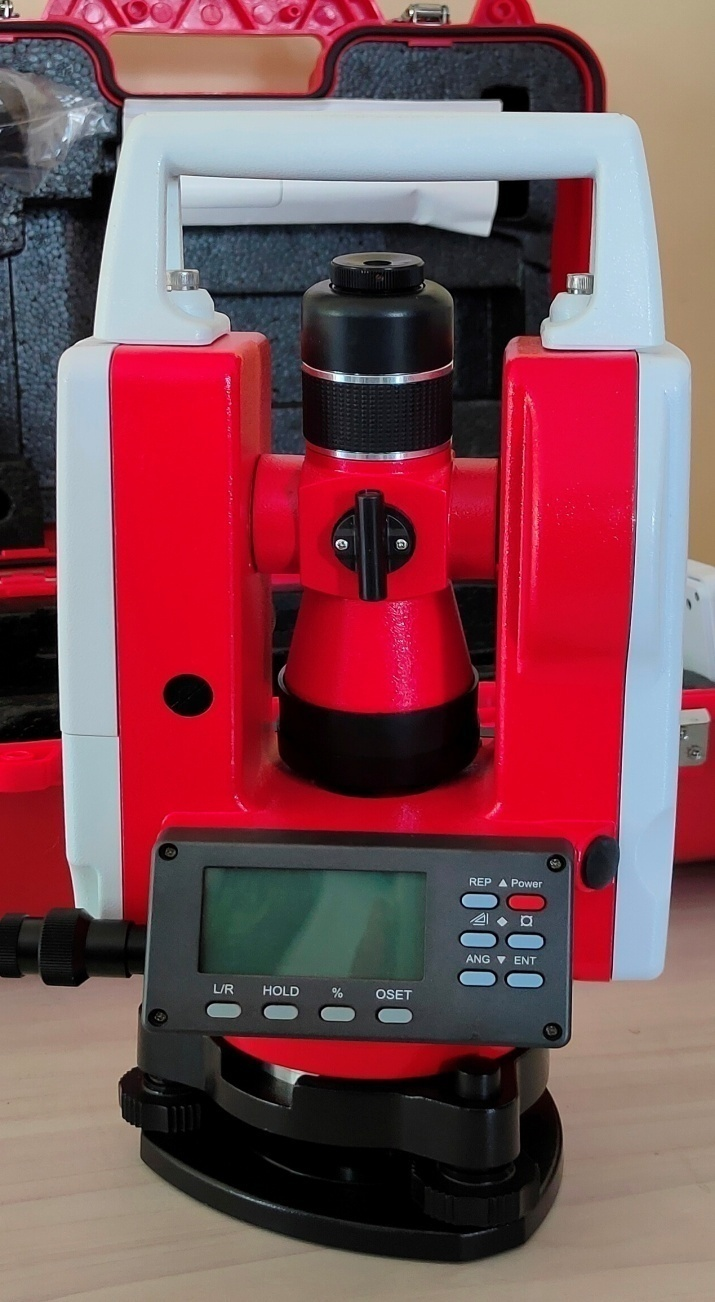 REP ▲ Power
◆
ANG ▼ ENT
L/R HOLD % OSET